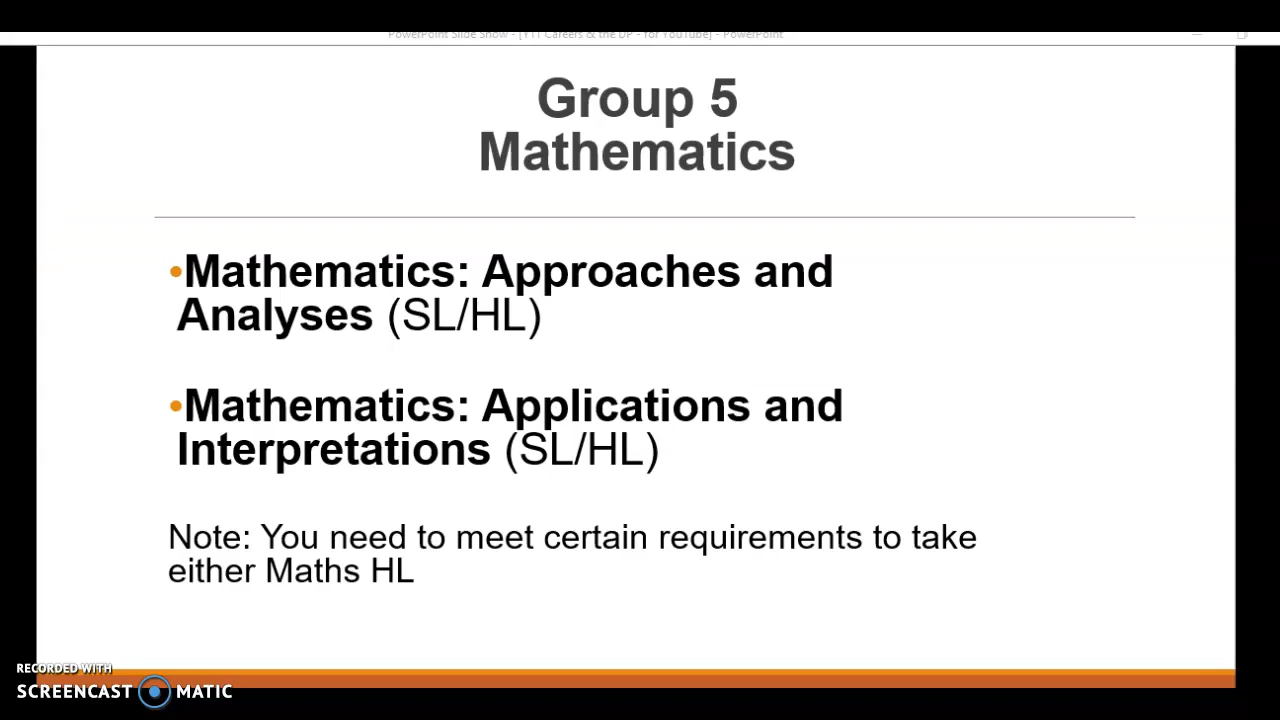 PowerPoint Slide Show - [Y11 Careers & the DP - for YouTube] - PowerPoint
Group 5
Mathematics
•Mathematics: Approaches and
Analyses (SL/HL)
•Mathematics: Applications and
Interpretations (SL/HL)
Note: You need to meet certain requirements to take
either Maths HL
RECORDED WITH
SCREENCAST MATIC